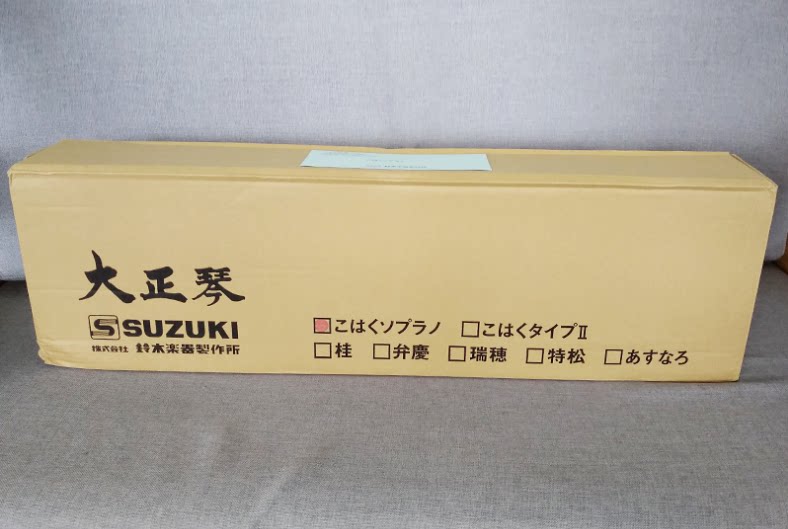 大正琴
S SUZUKI
株式会社 鈴木楽器製作所
こはくソプラノ □こはくタイプⅡ
□桂 □弁慶 □瑞穂 □特松 □あすなろ